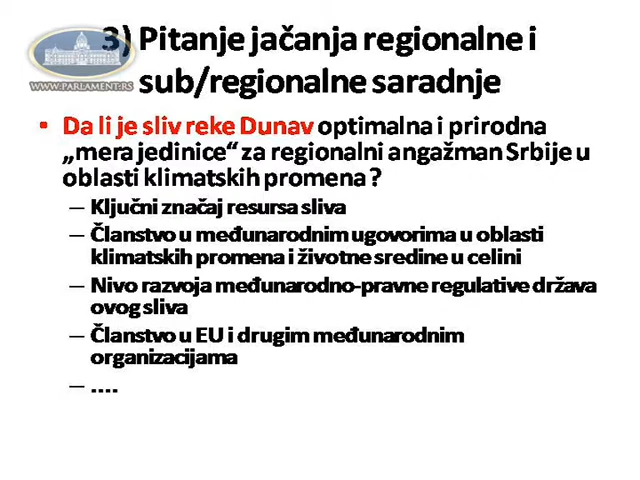 3) Pitanje jačanja regionalne i
sub/regionalne saradnje
WWW.PARLAMENT.RS
• Da li je sliv reke Dunav optimalna i prirodna
„mera jedinice“ za regionalni angažman Srbije u
oblasti klimatskih promena?
– Ključni značaj resursa sliva
– Članstvo u međunarodnim ugovorima u oblasti
klimatskih promena i životne sredine u celini
– Nivo razvoja međunarodno-pravne regulative država
ovog sliva
– Članstvo u EU i drugim međunarodnim
organizacijama
– ....